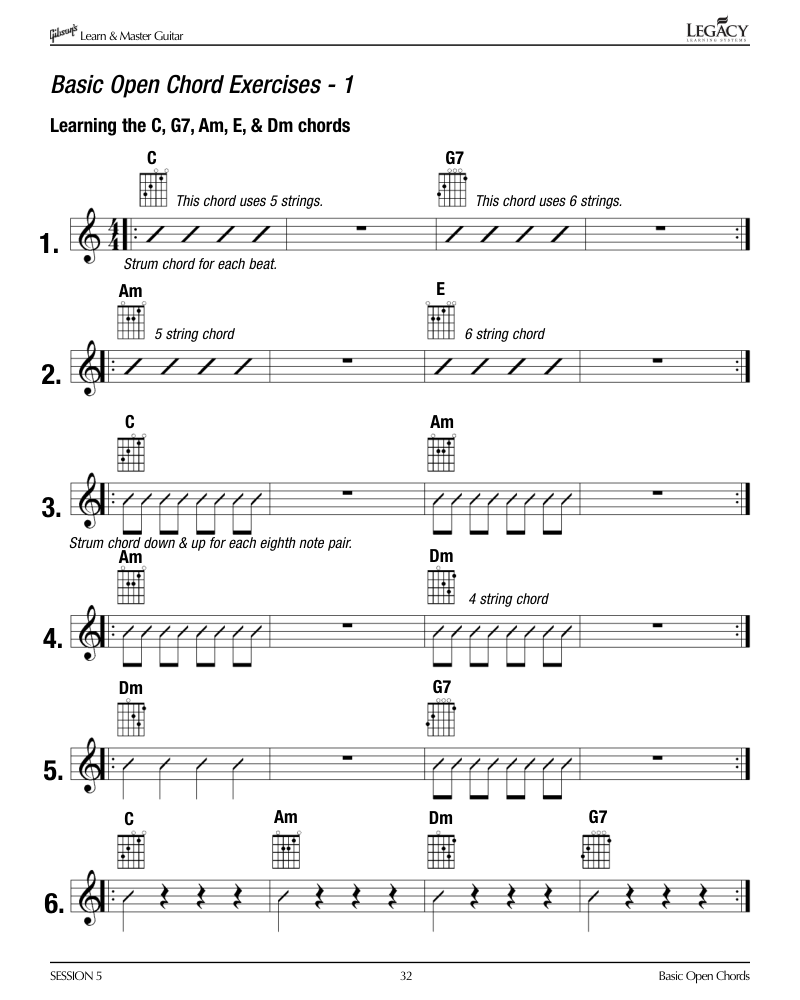 Gibson's Learn & Master Guitar
LEGACY
LEARNING SYSTEMS
Basic Open Chord Exercises - 1
Learning the C, G7, Am, E, & Dm chords
C G7
This chord uses 5 strings. This chord uses 6 strings.
1. 4 4
Strum chord for each beat.
Am E
5 string chord 6 string chord
2.
C Am
3.
Strum chord down & up for each eighth note pair.
Am Dm
4 string chord
4.
Dm G7
5.
C Am Dm G7
6.
SESSION 5 32 Basic Open Chords